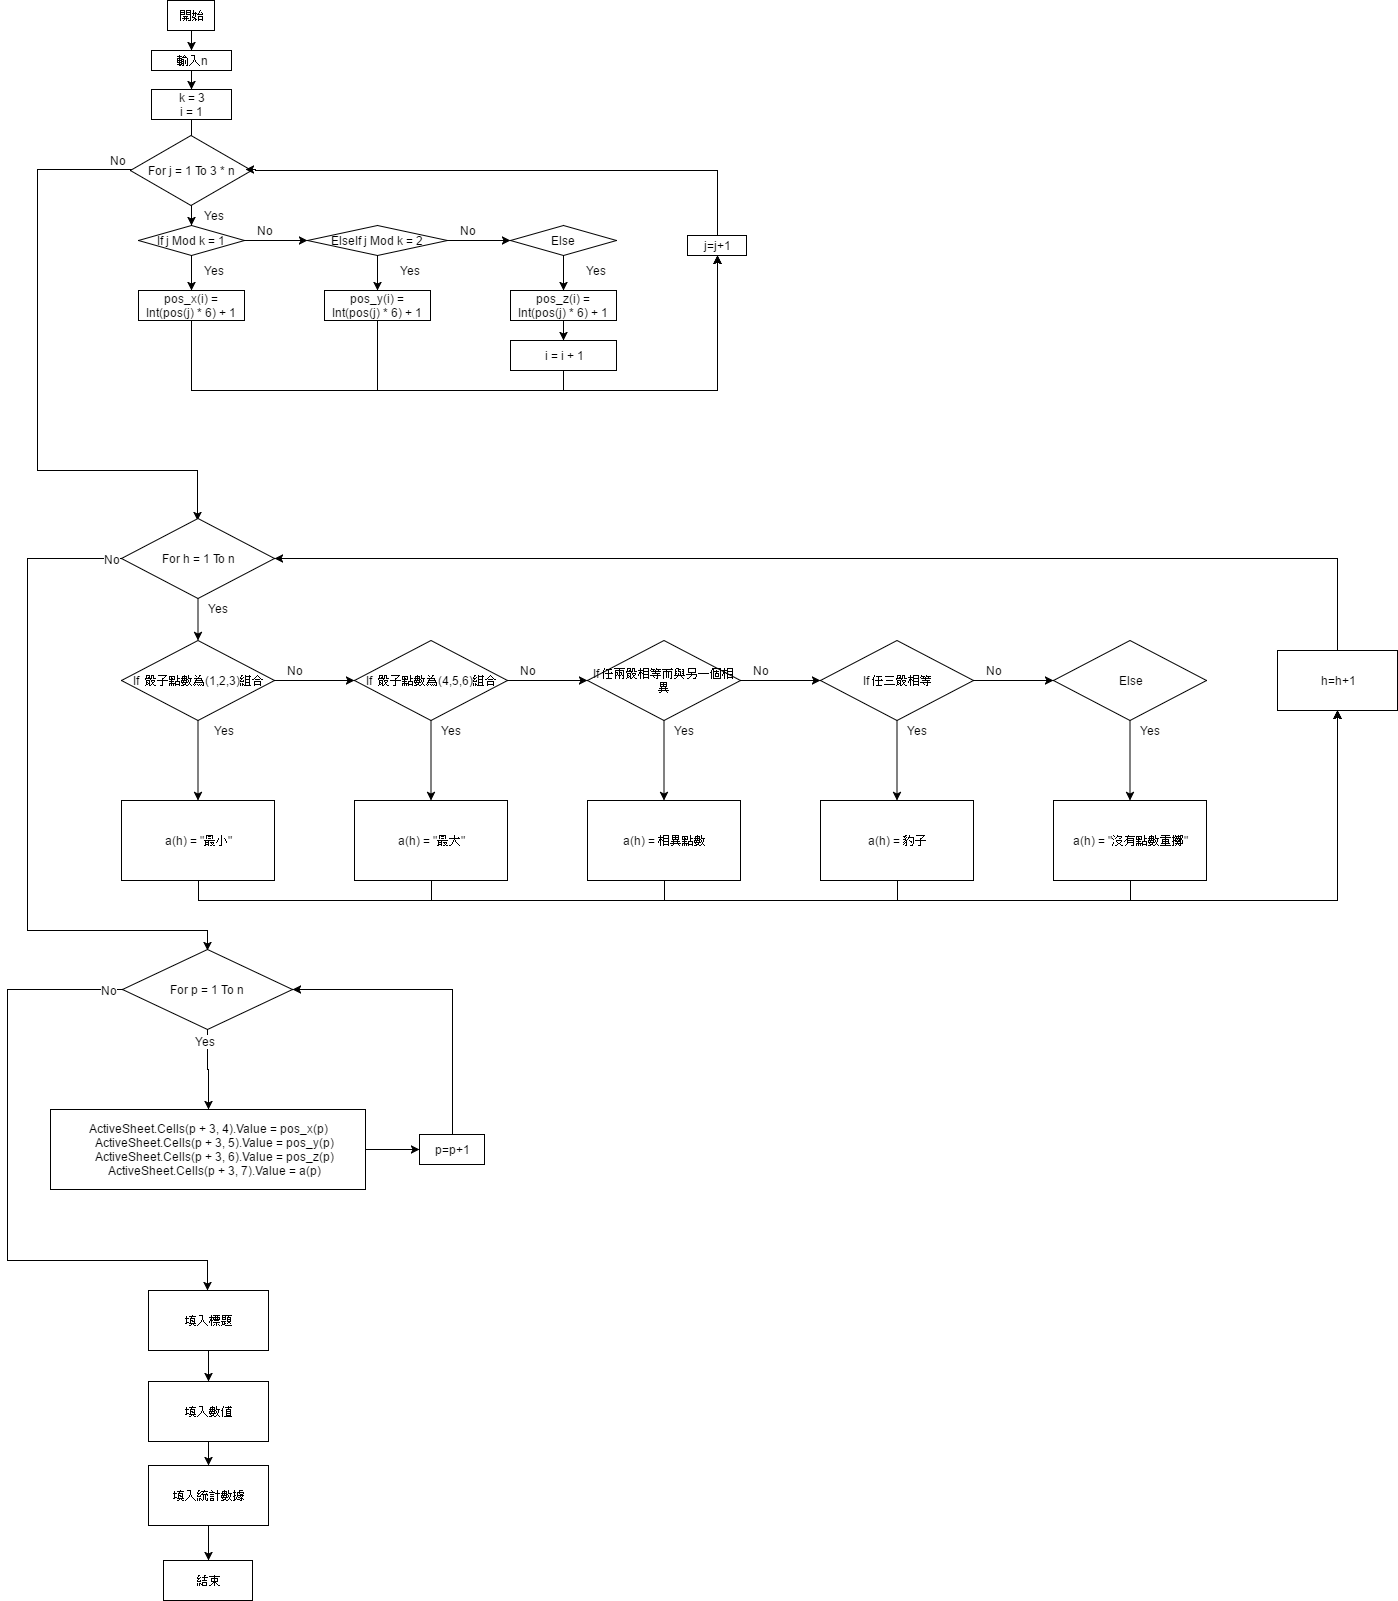 開始
輸入n
k = 3
i = 1
For j = 1 To 3 * n
No
Yes
If j Mod k = 1
No
ElseIf j Mod k = 2
No
Else
j=j+1
Yes
Yes
Yes
pos_x(i) =
Int(pos(j) * 6) + 1
pos_y(i) =
Int(pos(j) * 6) + 1
pos_z(i) =
Int(pos(j) * 6) + 1
i = i + 1
For h = 1 To n
No
Yes
If 骰子點數為(1,2,3)組合
No
If 骰子點數為(4,5,6)組合
No
If 任兩骰相等而與另一個相
異
No
If 任三骰相等
No
Else
h=h+1
Yes
Yes
Yes
Yes
Yes
a(h) = "最小"
a(h) = "最大"
a(h) = 相異點數
a(h) = 豹子
a(h) = "沒有點數重擲"
For p = 1 To n
No
Yes
ActiveSheet.Cells(p + 3, 4).Value = pos_x(p)
ActiveSheet.Cells(p + 3, 5).Value = pos_y(p)
ActiveSheet.Cells(p + 3, 6).Value = pos_z(p)
ActiveSheet.Cells(p + 3, 7).Value = a(p)
p=p+1
填入標題
填入數值
填入統計數據
結束